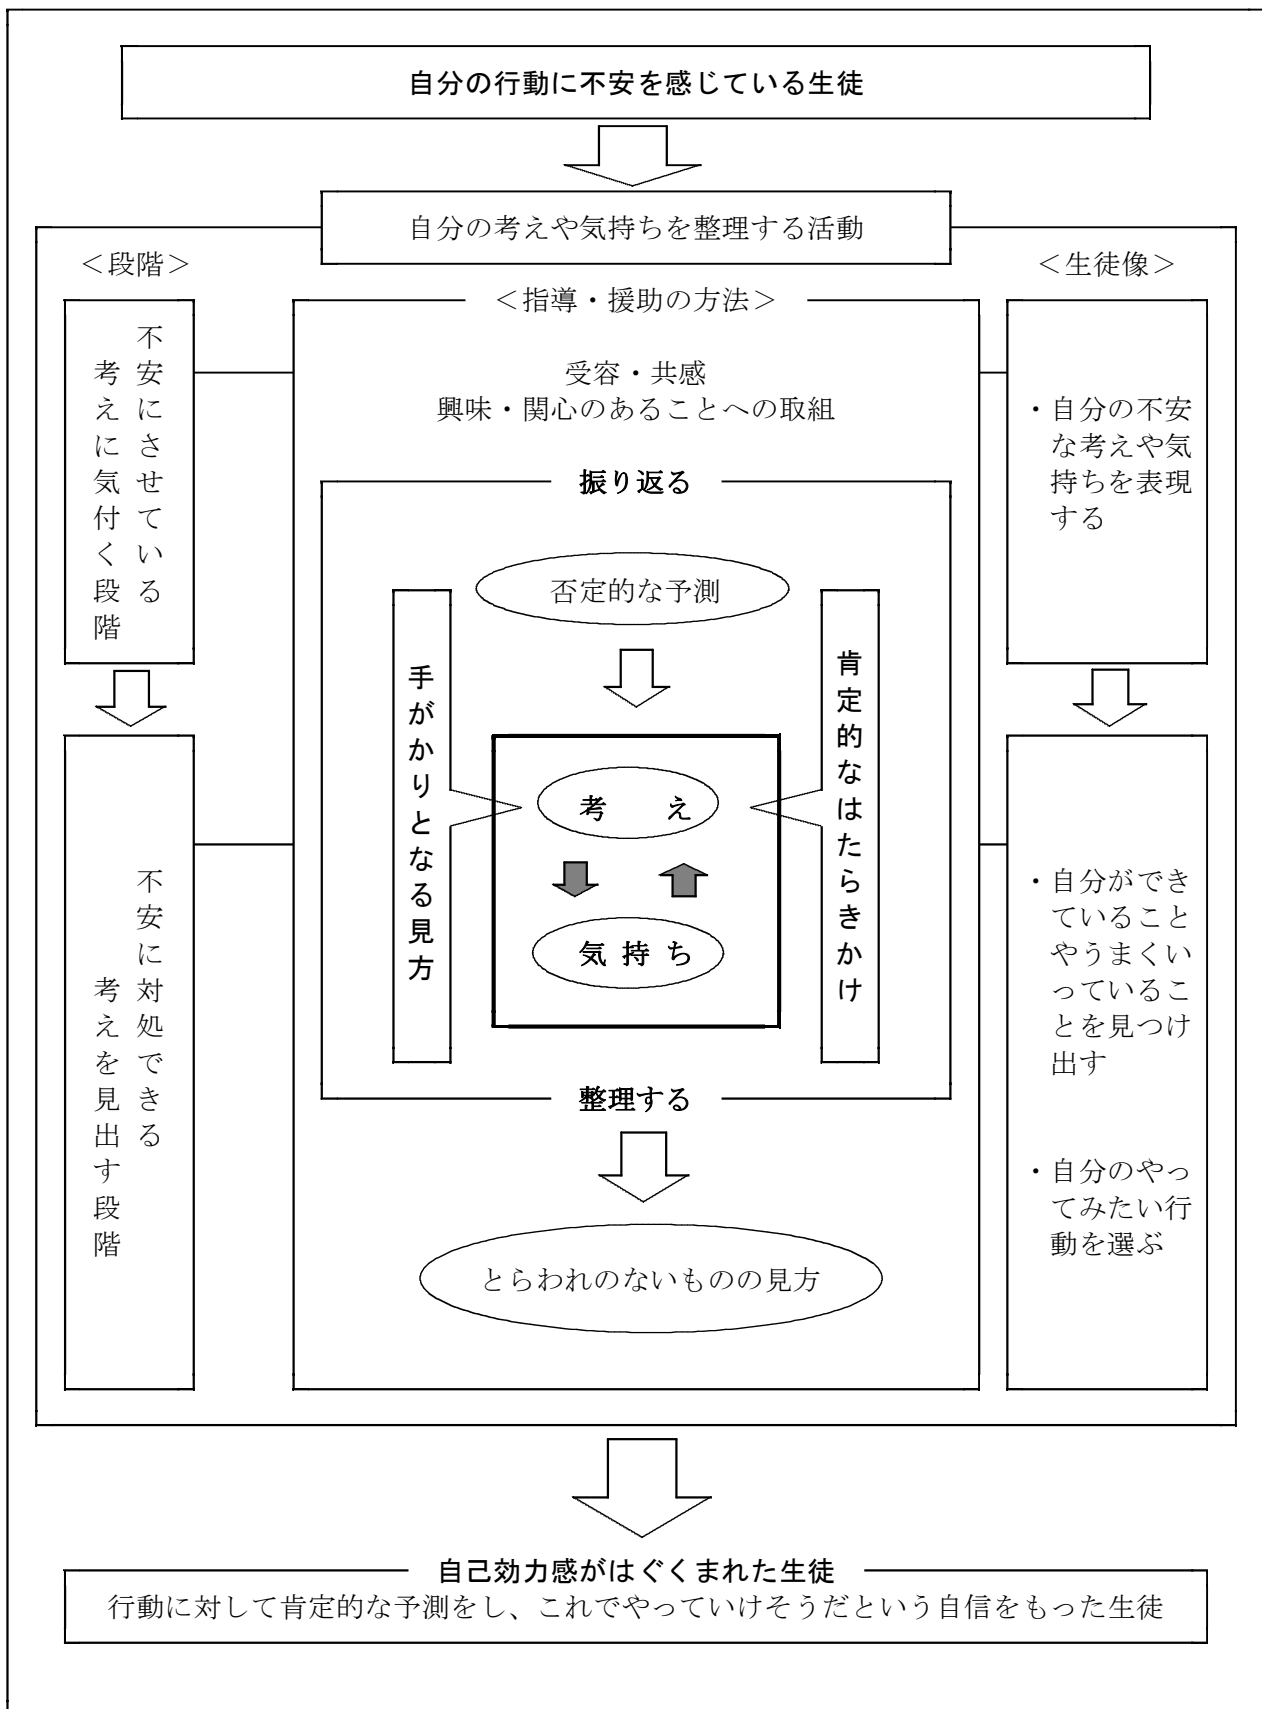 自分の行動に不安を感じている生徒
自分の考えや気持ちを整理する活動
＜段階＞
＜指導・援助の方法＞
＜生徒像＞
不安にさせている
考えに気付く段階
受容・共感
興味・関心のあることへの取組
・自分の不安
な考えや気
持ちを表現
する
振り返る
否定的な予測
手がかりとなる見方
肯定的なはたらきかけ
考　え
気持ち
整理する
とらわれのないものの見方
不安に対処できる
考えを見出す段階
・自分ができ
ていること
やうまくい
っているこ
とを見つけ
出す
・自分のやっ
てみたい行
動を選ぶ
自己効力感がはぐくまれた生徒
行動に対して肯定的な予測をし、これでやっていけそうだという自信をもった生徒